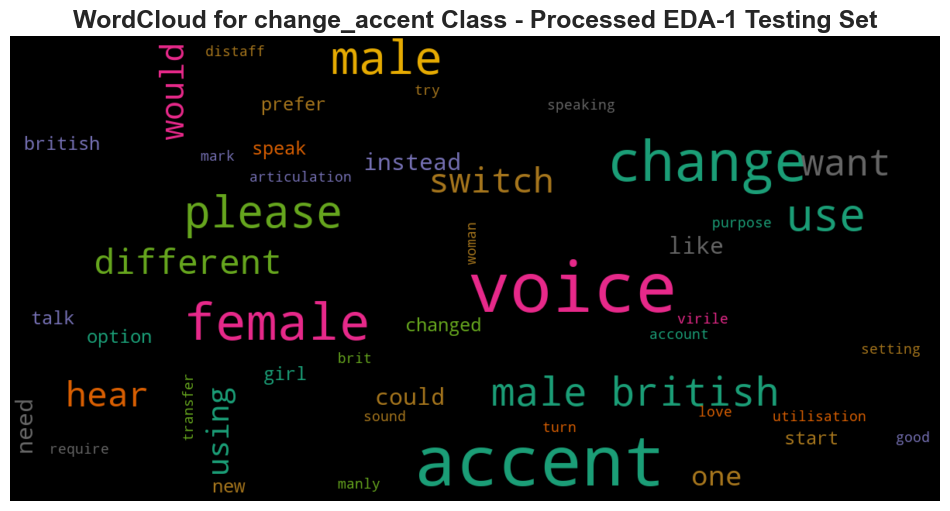 WordCloud for change_accent Class - Processed EDA-1 Testing Set
distaff
male
would
try
prefer
speaking
british
speak
mark
instead
change
want
articulation
switch
please
use
purpose
woman
like
different
voice
talk
female
changed
virile
option
account
setting
brit
girl
hear
transfer
using
could
male british
love
need
sound
utilisation
turn
start
good
require
accent
one
new
manly